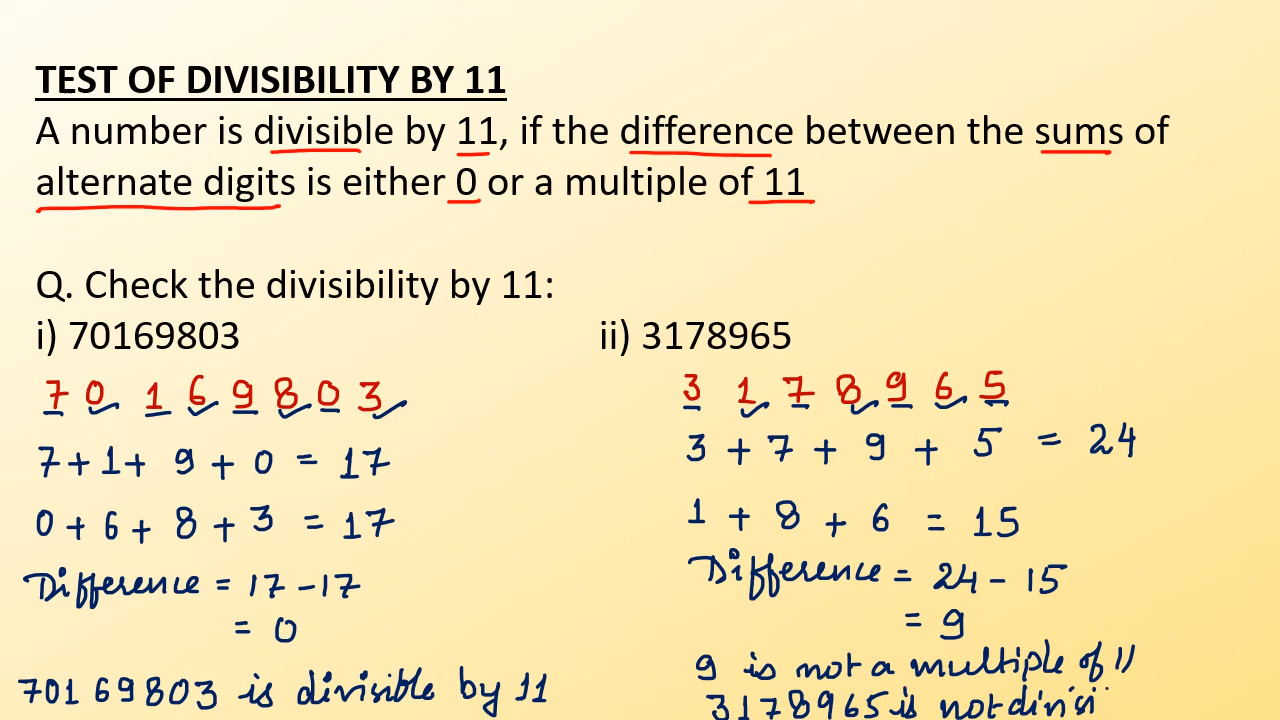 TEST OF DIVISIBILITY BY 11
A number is divisible by 11, if the difference between the sums of
alternate digits is either 0 or a multiple of 11
Q. Check the divisibility by 11:
i) 70169803
7 0 1 6 9 8 0 3
7+1+ 9 + 0 = 17
0 + 6 + 8 + 3 = 17
Difference = 17 - 17
= 0
70169803 is divisible by 11
ii) 3178965
3 1 7 8 9 6 5
3 + 7 + 9 + 5 = 24
1 + 8 + 6 = 15
Difference = 24 - 15
= 9
9 is not a multiple of 11
3178965 is not divisi